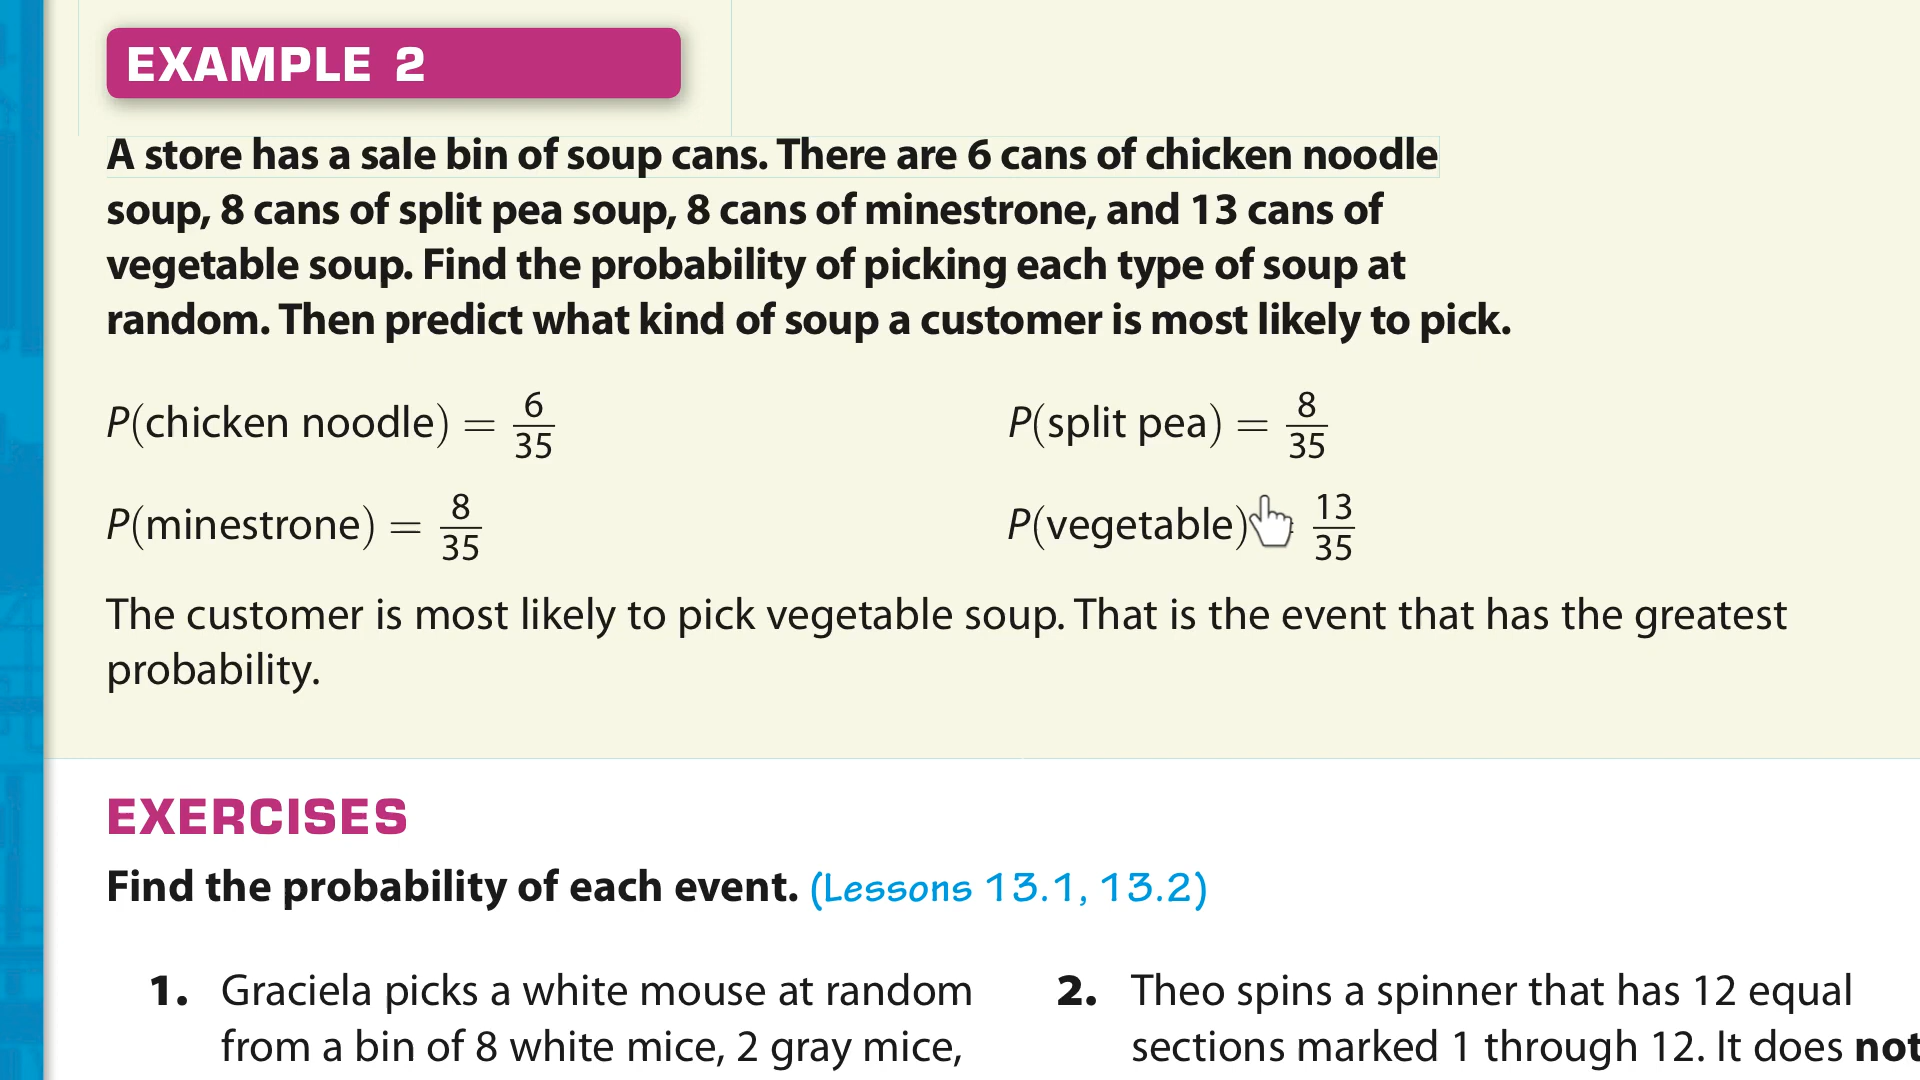 EXAMPLE 2
A store has a sale bin of soup cans. There are 6 cans of chicken noodle
soup, 8 cans of split pea soup, 8 cans of minestrone, and 13 cans of
vegetable soup. Find the probability of picking each type of soup at
random. Then predict what kind of soup a customer is most likely to pick.
P(chicken noodle) = 6/35
P(split pea) = 8/35
P(minestrone) = 8/35
P(vegetable) = 13/35
The customer is most likely to pick vegetable soup. That is the event that has the greatest
probability.
EXERCISES
Find the probability of each event. (Lessons 13.1, 13.2)
1. Graciela picks a white mouse at random
from a bin of 8 white mice, 2 gray mice,
2. Theo spins a spinner that has 12 equal
sections marked 1 through 12. It does not